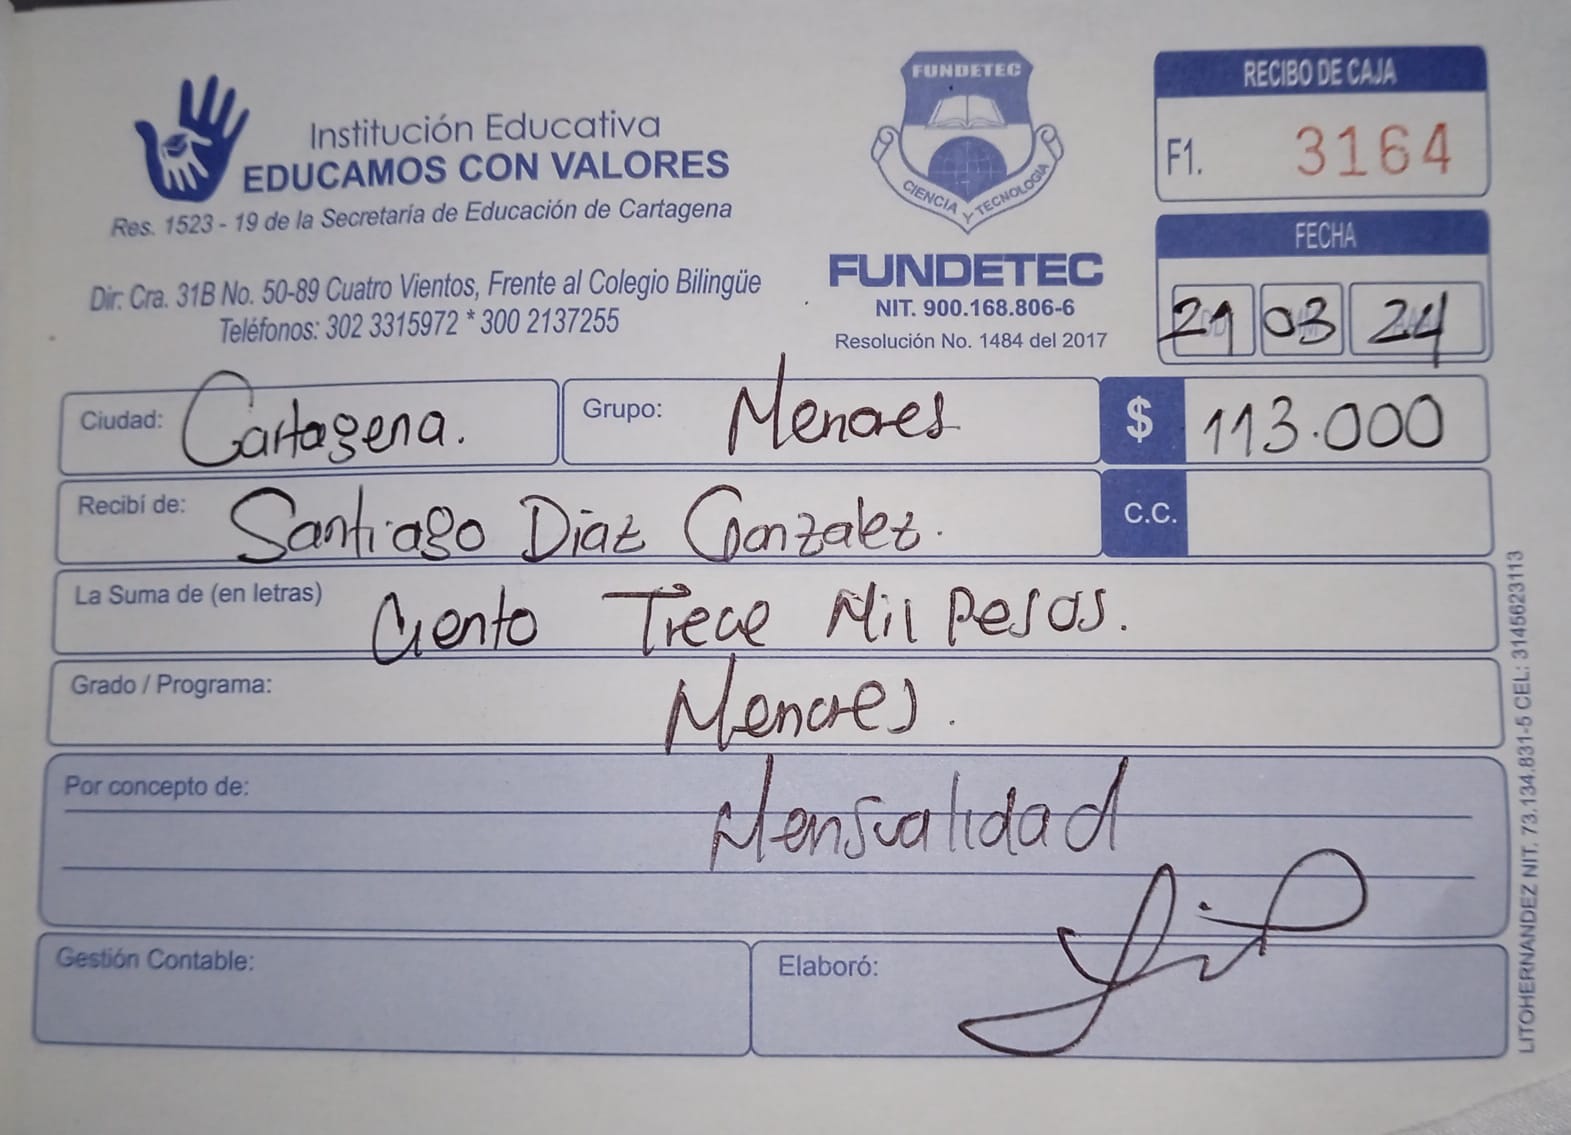 Institución Educativa
EDUCAMOS CON VALORES
Res. 1523 - 19 de la Secretaría de Educación de Cartagena
Dir: Cra. 31B No. 50-89 Cuatro Vientos, Frente al Colegio Bilingüe
Teléfonos: 302 3315972 * 300 2137255
FUNDETEC
CIENCIA Y TECNOLOGIA
FUNDETEC
NIT. 900.168.806-6
Resolución No. 1484 del 2017
RECIBO DE CAJA
F1. 3164
FECHA
21 03 24
Ciudad: Cartagena. Grupo: Menores $ 113.000
Recibí de: Santiago Diaz Gonzalez. C.C.
La Suma de (en letras) Ciento Trece Mil Pesos.
Grado / Programa: Menores.
Por concepto de: Mensualidad
Gestión Contable: Elaboró:
LITOHERNANDEZ NIT. 73.134.831-5 CEL: 3145623113